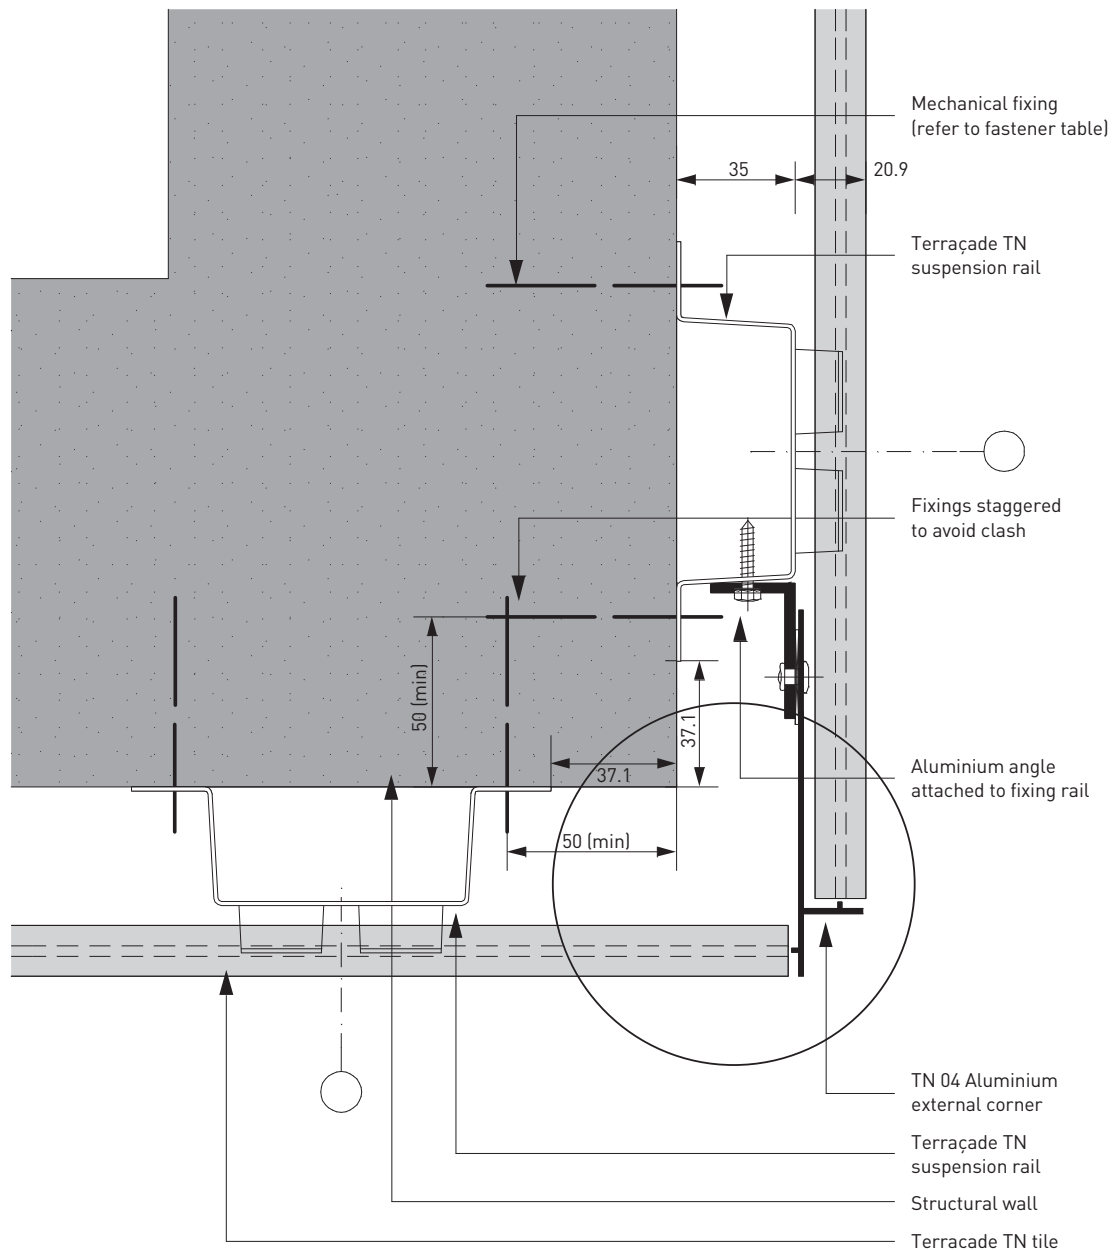 Mechanical fixing
(refer to fastener table)
35
20.9
Terraçade TN
suspension rail
Fixings staggered
to avoid clash
50 (min)
37.1
37.1
Aluminium angle
attached to fixing rail
50 (min)
TN 04 Aluminium
external corner
Terraçade TN
suspension rail
Structural wall
Terraçade TN tile